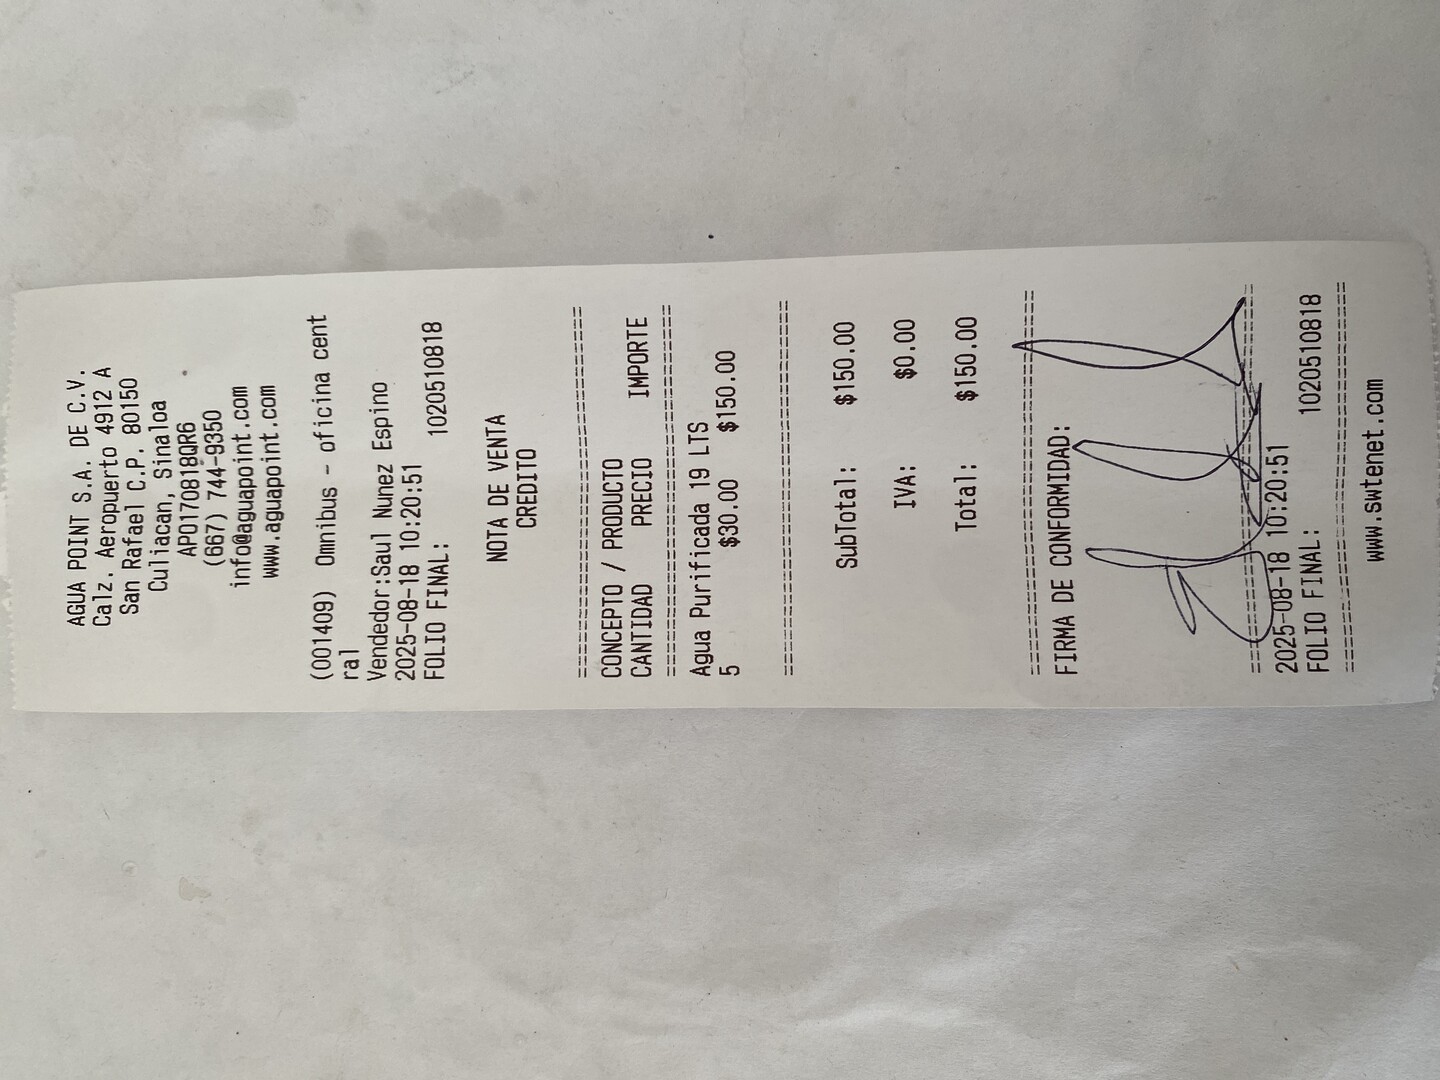 AGUA POINT S.A. DE C.V.
Calz. Aeropuerto 4912 A
San Rafael C.P. 80150
Culiacan, Sinaloa
APO170818QR6
(667) 744-9350
info@aguapoint.com
www.aguapoint.com
(001409) Omnibus - oficina cent
ral
Vendedor:Saul Nunez Espino
2025-08-18 10:20:51
FOLIO FINAL: 1020510818
NOTA DE VENTA
CREDITO
================================
CONCEPTO / PRODUCTO
CANTIDAD PRECIO IMPORTE
================================
Agua Purificada 19 LTS
5 $30.00 $150.00
================================
SubTotal: $150.00
IVA: $0.00
Total: $150.00
================================
FIRMA DE CONFORMIDAD:
================================
2025-08-18 10:20:51
FOLIO FINAL: 1020510818
================================
www.swtenet.com